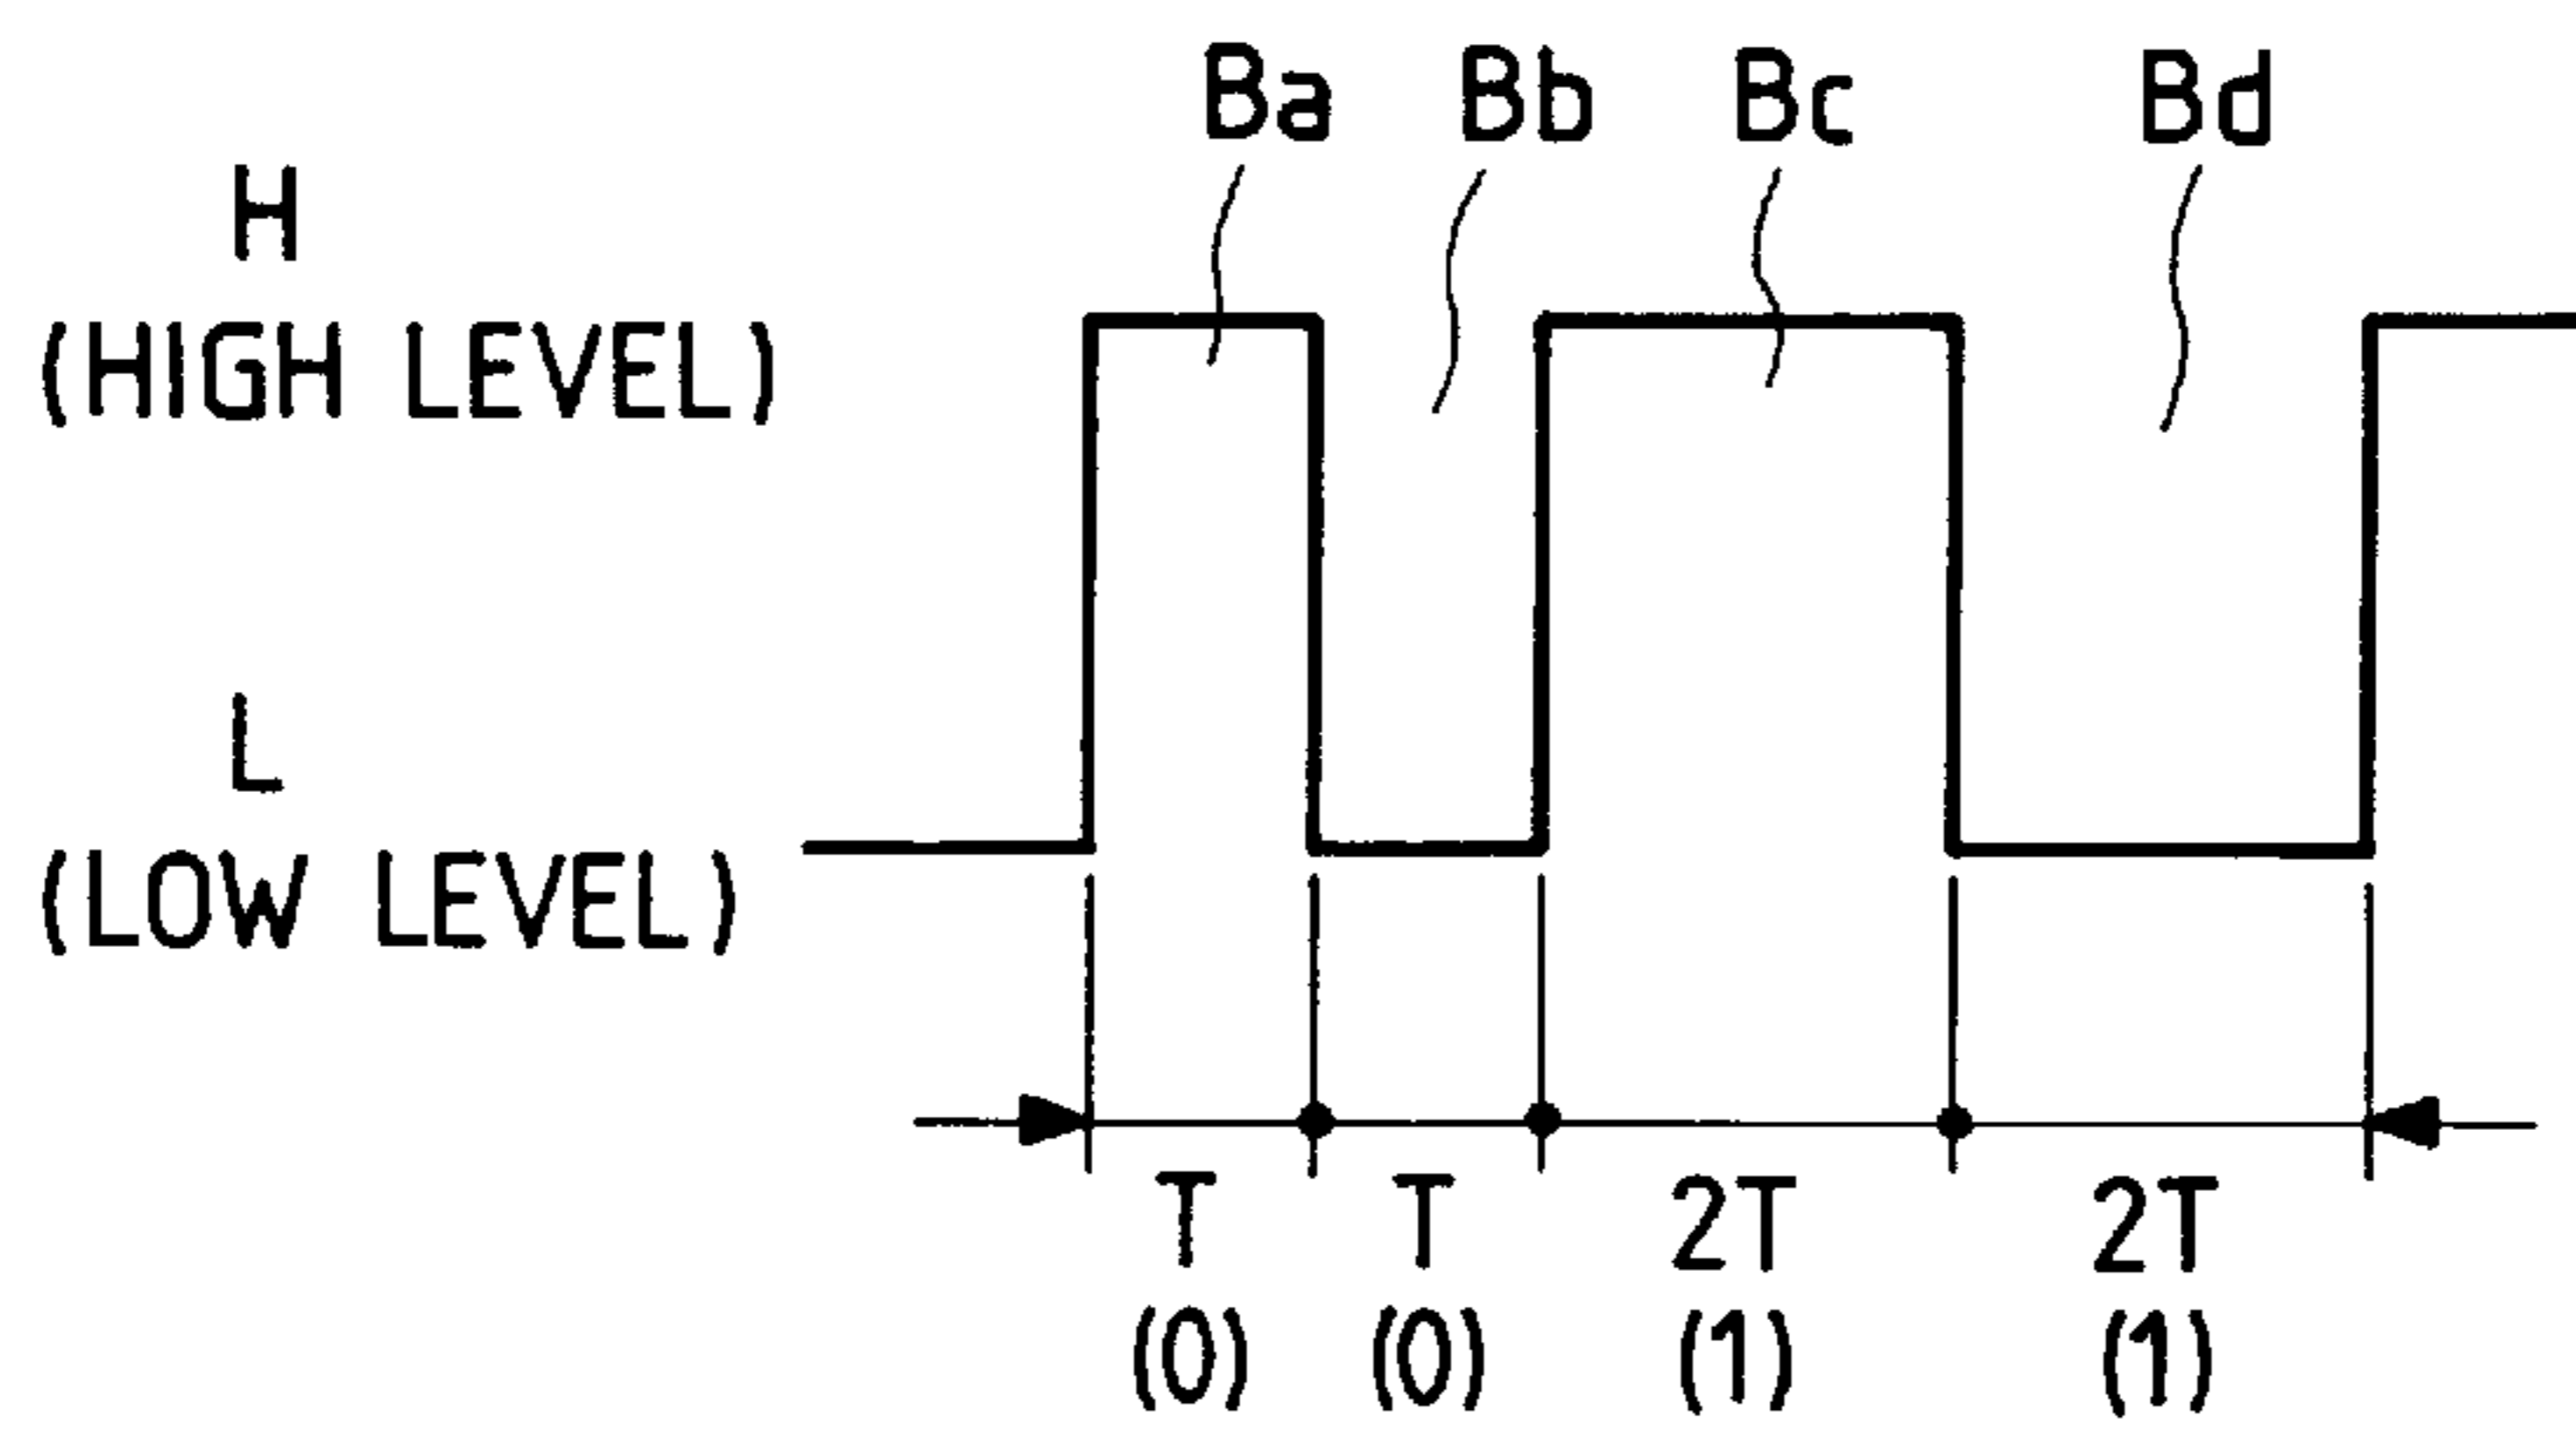 Ba Bb Bc Bd
H
(HIGH LEVEL)
L
(LOW LEVEL)
T T 2T 2T
(0) (0) (1) (1)